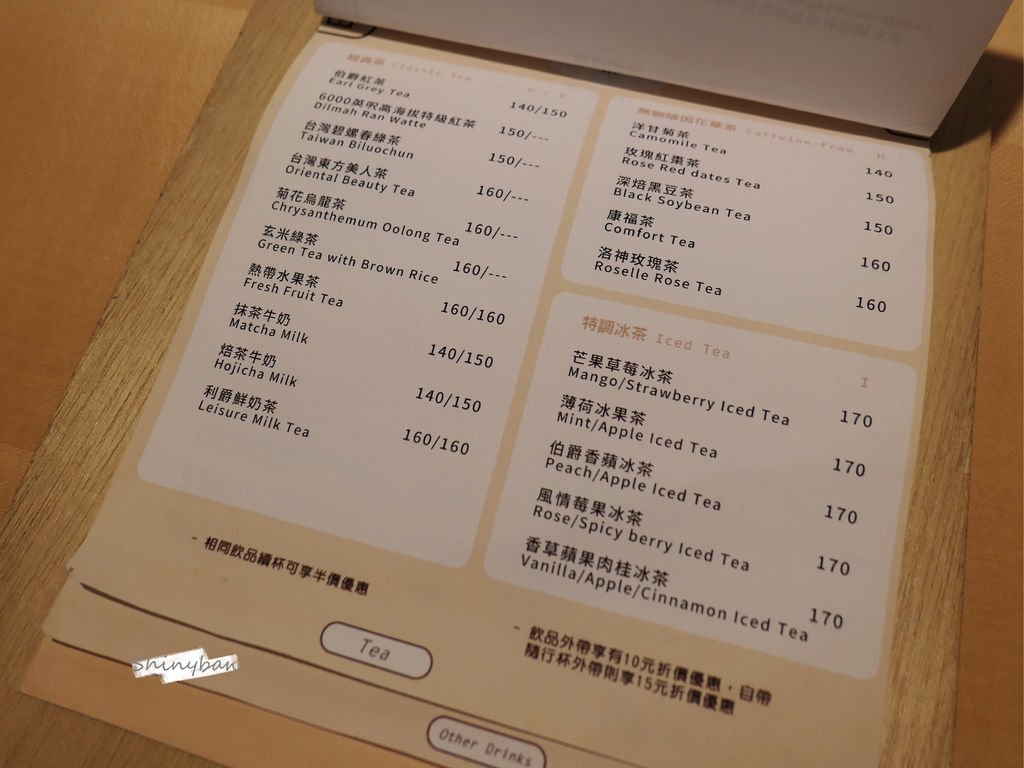 經典茶 Classic Tea H / I
伯爵紅茶 140/150
Earl Grey Tea
6000英呎高海拔特級紅茶 150/---
Dilmah Ran Watte
台灣碧螺春綠茶 150/---
Taiwan Biluochun
台灣東方美人茶 160/---
Oriental Beauty Tea
菊花烏龍茶 160/---
Chrysanthemum Oolong Tea
玄米綠茶 160/---
Green Tea with Brown Rice
熱帶水果茶 160/160
Fresh Fruit Tea
抹茶牛奶 140/150
Matcha Milk
焙茶牛奶 140/150
Hojicha Milk
利爵鮮奶茶 160/160
Leisure Milk Tea
- 相同飲品續杯可享半價優惠
無咖啡因花草茶 Caffeine-Free H
洋甘菊茶 140
Camomile Tea
玫瑰紅棗茶 150
Rose Red dates Tea
深焙黑豆茶 150
Black Soybean Tea
康福茶 160
Comfort Tea
洛神玫瑰茶 160
Roselle Rose Tea
特調冰茶 Iced Tea I
芒果草莓冰茶 170
Mango/Strawberry Iced Tea
薄荷冰果茶 170
Mint/Apple Iced Tea
伯爵香蘋冰茶 170
Peach/Apple Iced Tea
風情莓果冰茶 170
Rose/Spicy berry Iced Tea
香草蘋果肉桂冰茶 170
Vanilla/Apple/Cinnamon Iced Tea
- 飲品外帶享有10元折價優惠，自帶
隨行杯外帶則享15元折價優惠
Tea
Other Drinks
shinyban